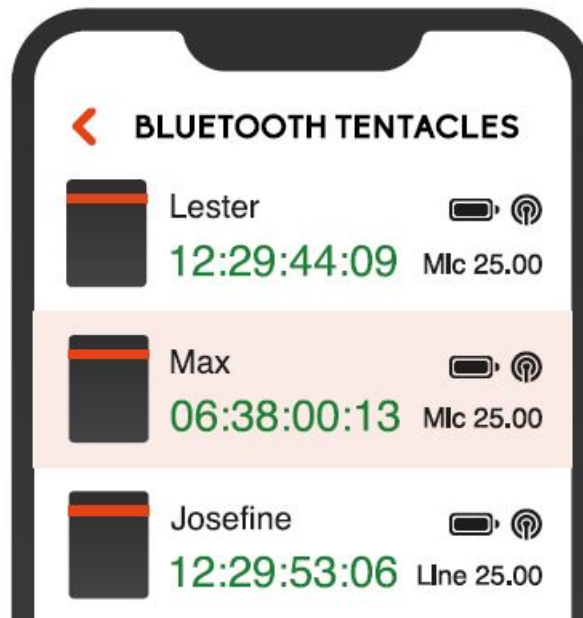 BLUETOOTH TENTACLES
Lester
12:29:44:09 MIc 25.00
Max
06:38:00:13 MIc 25.00
Josefine
12:29:53:06 LIne 25.00